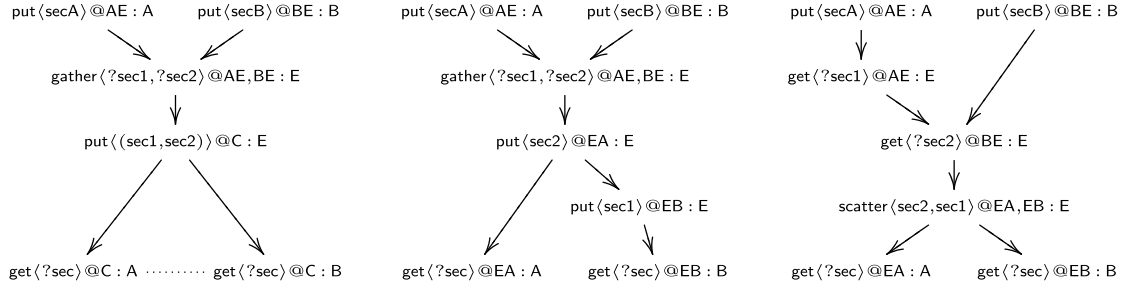 put⟨secA⟩@AE : A put⟨secB⟩@BE : B put⟨secA⟩@AE : A put⟨secB⟩@BE : B put⟨secA⟩@AE : A put⟨secB⟩@BE : B
gather⟨?sec1,?sec2⟩@AE,BE : E gather⟨?sec1,?sec2⟩@AE,BE : E get⟨?sec1⟩@AE : E
put⟨(sec1,sec2)⟩@C : E put⟨sec2⟩@EA : E get⟨?sec2⟩@BE : E
put⟨sec1⟩@EB : E scatter⟨sec2,sec1⟩@EA,EB : E
get⟨?sec⟩@C : A get⟨?sec⟩@C : B get⟨?sec⟩@EA : A get⟨?sec⟩@EB : B get⟨?sec⟩@EA : A get⟨?sec⟩@EB : B